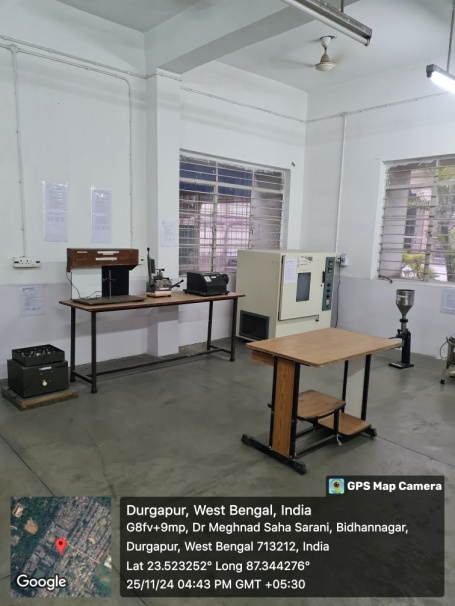 GPS Map Camera
Durgapur, West Bengal, India
G8fv+9mp, Dr Meghnad Saha Sarani, Bidhannagar,
Durgapur, West Bengal 713212, India
Lat 23.523252° Long 87.344276°
25/11/24 04:43 PM GMT +05:30
Google